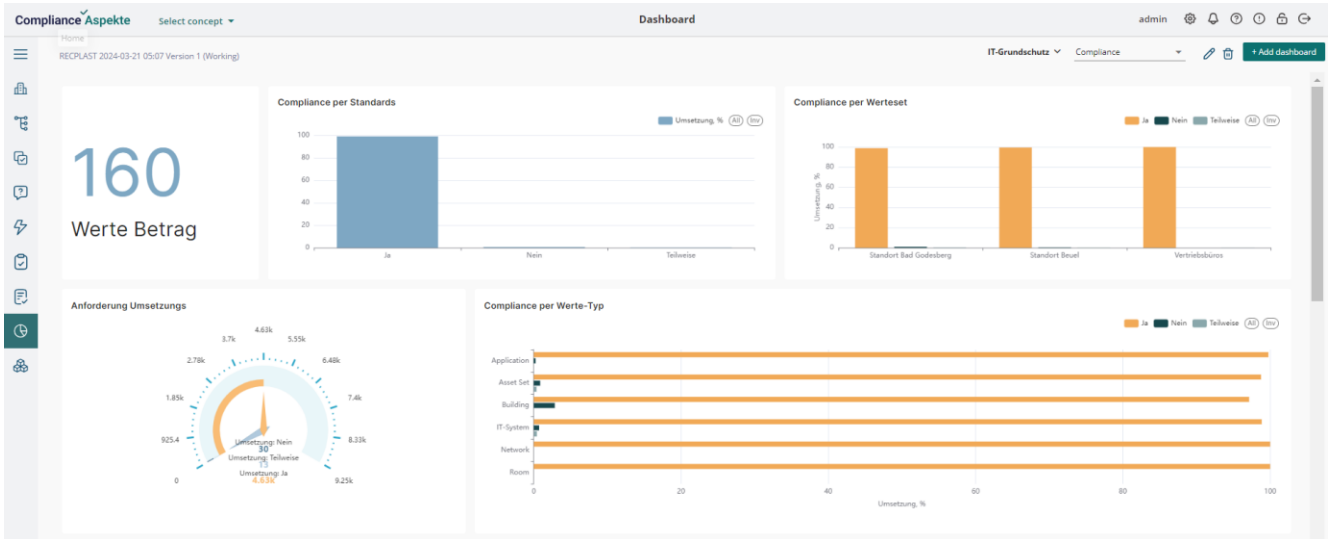 Compliance Aspekte
Select concept
Dashboard
admin
Home
RECPLAST 2024-03-21 05:07 Version 1 (Working)
IT-Grundschutz
Compliance
+ Add dashboard
160
Werte Betrag
Compliance per Standards
Umsetzung, % All Inv
100
80
60
40
20
0
Ja Nein Teilweise
Compliance per Werteset
Ja Nein Teilweise All Inv
Umsetzung, %
100
80
60
40
20
0
Standort Bad Godesberg Standort Beuel Vertriebsbüros
Anforderung Umsetzungs
4.63k
3.7k 5.55k
2.78k 6.48k
1.85k 7.4k
925.4 8.33k
0 9.25k
Umsetzung: Nein
30
Umsetzung: Teilweise
13
Umsetzung: Ja
4.63k
Compliance per Werte-Typ
Ja Nein Teilweise All Inv
Application
Asset Set
Building
IT-System
Network
Room
0 20 40 60 80 100
Umsetzung, %